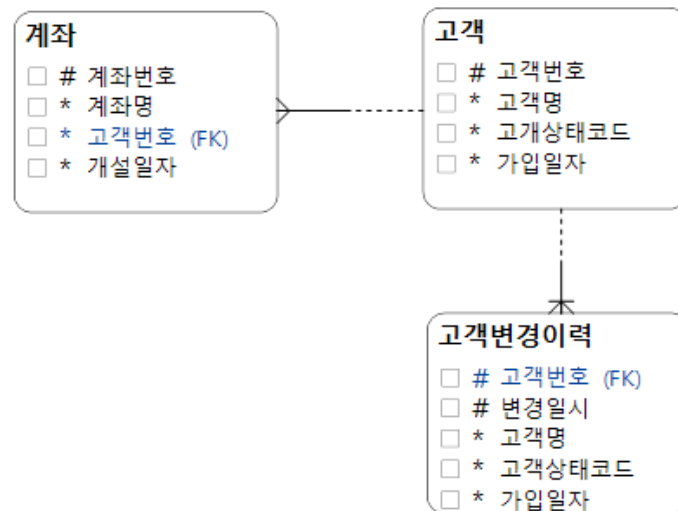 계좌
# 계좌번호
* 계좌명
* 고객번호 (FK)
* 개설일자
고객
# 고객번호
* 고객명
* 고개상태코드
* 가입일자
고객변경이력
# 고객번호 (FK)
# 변경일시
* 고객명
* 고객상태코드
* 가입일자